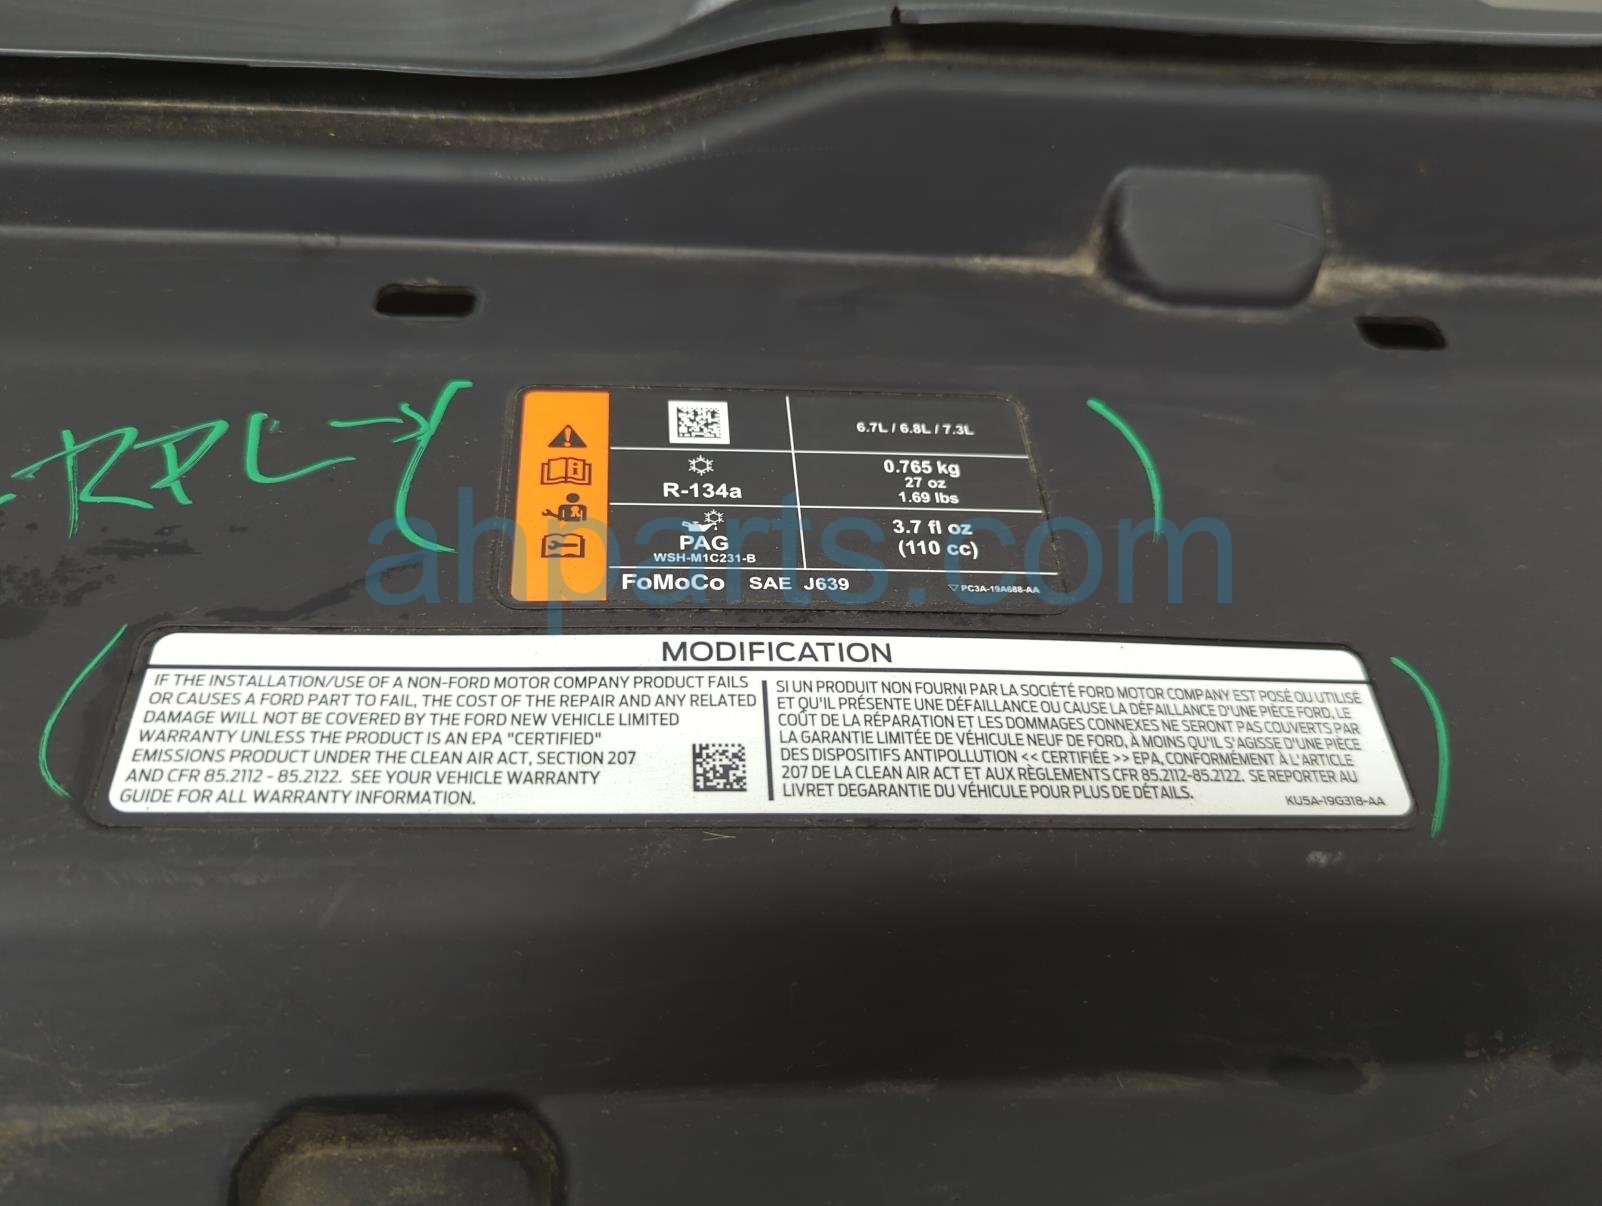 RPL
6.7L / 6.8L / 7.3L
R-134a
0.765 kg
27 oz
1.69 lbs
PAG
WSH-M1C231-B
3.7 fl oz
(110 cc)
FoMoCo SAE J639
PC3A-19A688-AA
ahparts.com
MODIFICATION
IF THE INSTALLATION/USE OF A NON-FORD MOTOR COMPANY PRODUCT FAILS
OR CAUSES A FORD PART TO FAIL, THE COST OF THE REPAIR AND ANY RELATED
DAMAGE WILL NOT BE COVERED BY THE FORD NEW VEHICLE LIMITED
WARRANTY UNLESS THE PRODUCT IS AN EPA "CERTIFIED"
EMISSIONS PRODUCT UNDER THE CLEAN AIR ACT, SECTION 207
AND CFR 85.2112 - 85.2122. SEE YOUR VEHICLE WARRANTY
GUIDE FOR ALL WARRANTY INFORMATION.
SI UN PRODUIT NON FOURNI PAR LA SOCIÉTÉ FORD MOTOR COMPANY EST POSÉ OU UTILISÉ
ET QU'IL PRÉSENTE UNE DÉFAILLANCE OU CAUSE LA DÉFAILLANCE D'UNE PIÈCE FORD, LE
COÛT DE LA RÉPARATION ET LES DOMMAGES CONNEXES NE SERONT PAS COUVERTS PAR
LA GARANTIE LIMITÉE DE VÉHICULE NEUF DE FORD, À MOINS QU'IL S'AGISSE D'UNE PIÈCE
DES DISPOSITIFS ANTIPOLLUTION << CERTIFIÉE >> EPA, CONFORMÉMENT À L'ARTICLE
207 DE LA CLEAN AIR ACT ET AUX RÈGLEMENTS CFR 85.2112-85.2122. SE REPORTER AU
LIVRET DEGARANTIE DU VÉHICULE POUR PLUS DE DÉTAILS.
KU5A-19G318-AA